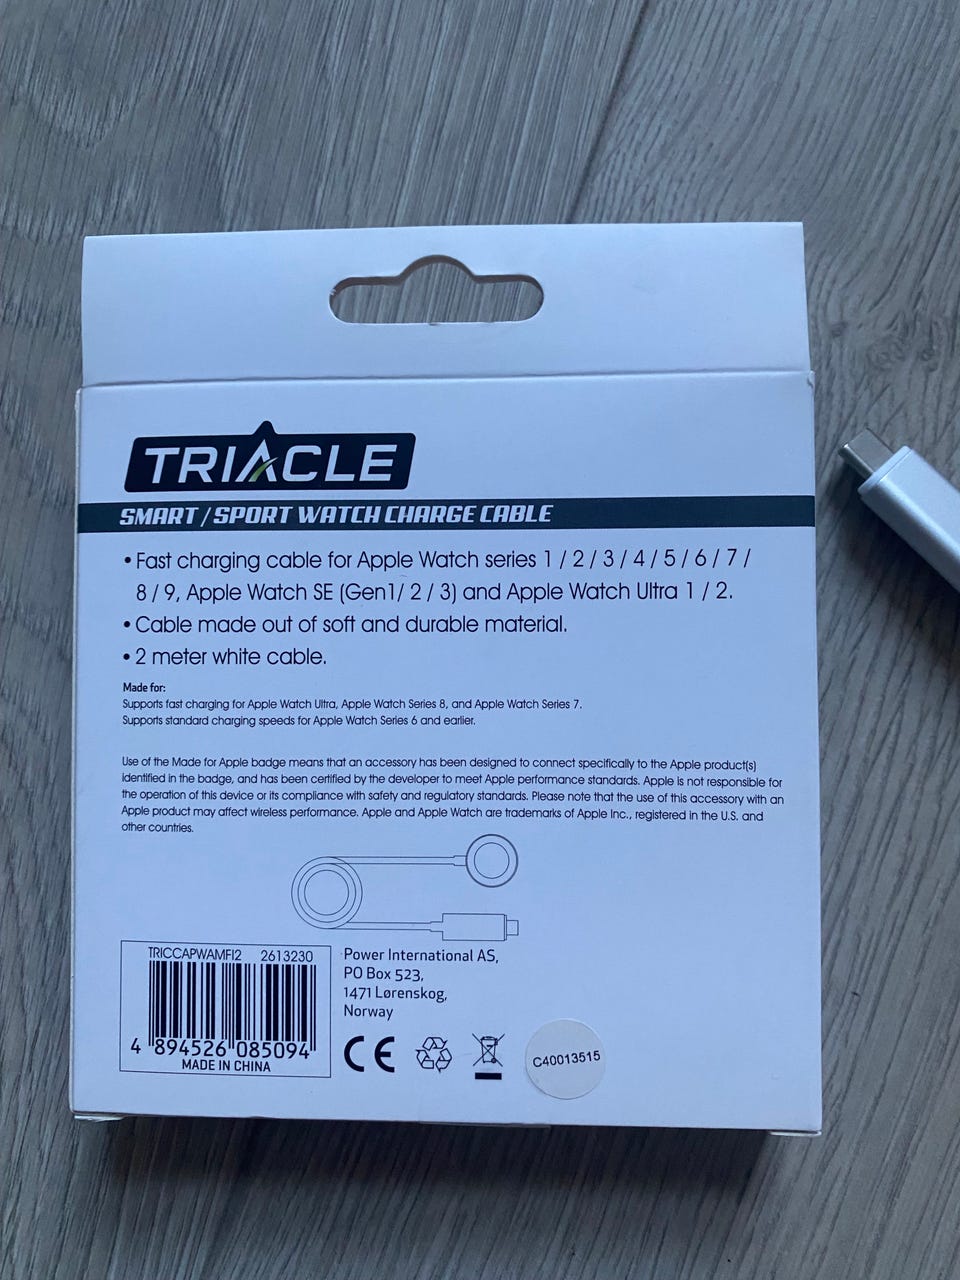 TRIACLE
SMART / SPORT WATCH CHARGE CABLE
• Fast charging cable for Apple Watch series 1 / 2 / 3 / 4 / 5 / 6 / 7 /
8 / 9, Apple Watch SE (Gen1/ 2 / 3) and Apple Watch Ultra 1 / 2.
• Cable made out of soft and durable material.
• 2 meter white cable.
Made for:
Supports fast charging for Apple Watch Ultra, Apple Watch Series 8, and Apple Watch Series 7.
Supports standard charging speeds for Apple Watch Series 6 and earlier.
Use of the Made for Apple badge means that an accessory has been designed to connect specifically to the Apple product(s)
identified in the badge, and has been certified by the developer to meet Apple performance standards. Apple is not responsible for
the operation of this device or its compliance with safety and regulatory standards. Please note that the use of this accessory with an
Apple product may affect wireless performance. Apple and Apple Watch are trademarks of Apple Inc., registered in the U.S. and
other countries.
TRICCAPWAMFI2 2613230
4 894526 085094
MADE IN CHINA
Power International AS,
PO Box 523,
1471 Lørenskog,
Norway
CE
C40013515